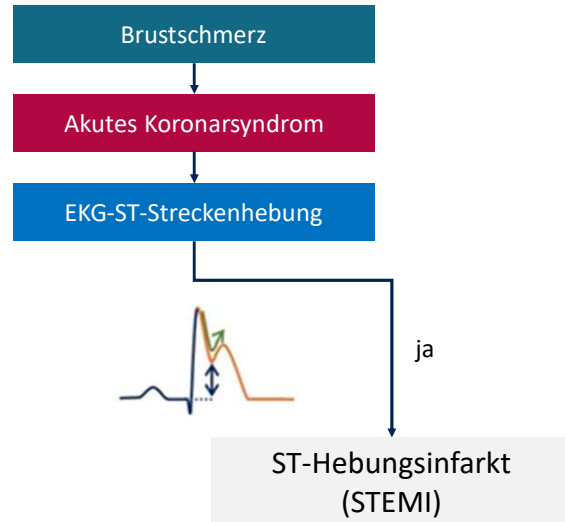 Brustschmerz
Akutes Koronarsyndrom
EKG-ST-Streckenhebung
ja
ST-Hebungsinfarkt
(STEMI)